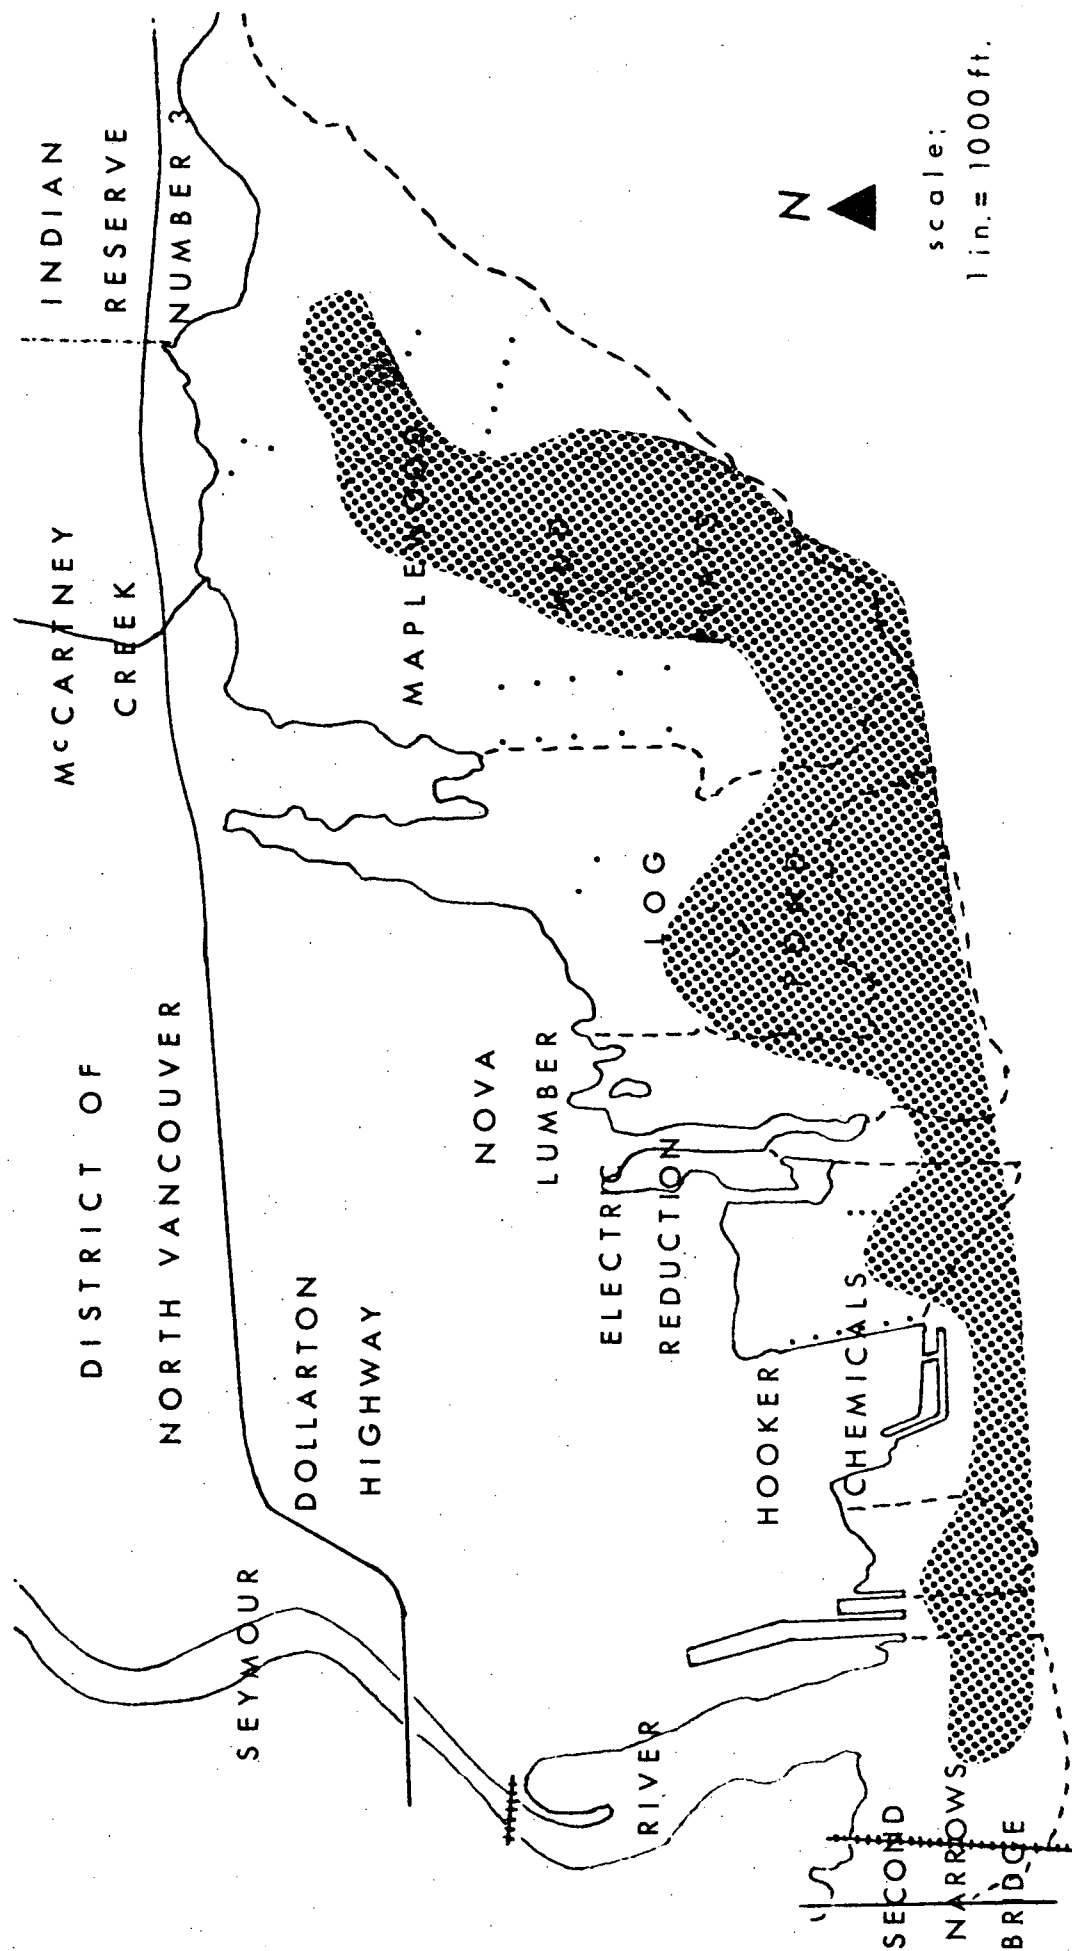 INDIAN
RESERVE
NUMBER 3
McCARTNEY
CREEK
DISTRICT OF
NORTH VANCOUVER
DOLLARTON
HIGHWAY
SEYMOUR
RIVER
MAPLEWOOD
MUD
FLATS
LOG
NOVA
LUMBER
ELECTRIC
REDUCTION
HOOKER
CHEMICALS
SECOND
NARROWS
BRIDGE
N
scale:
1 in. = 1000 ft.